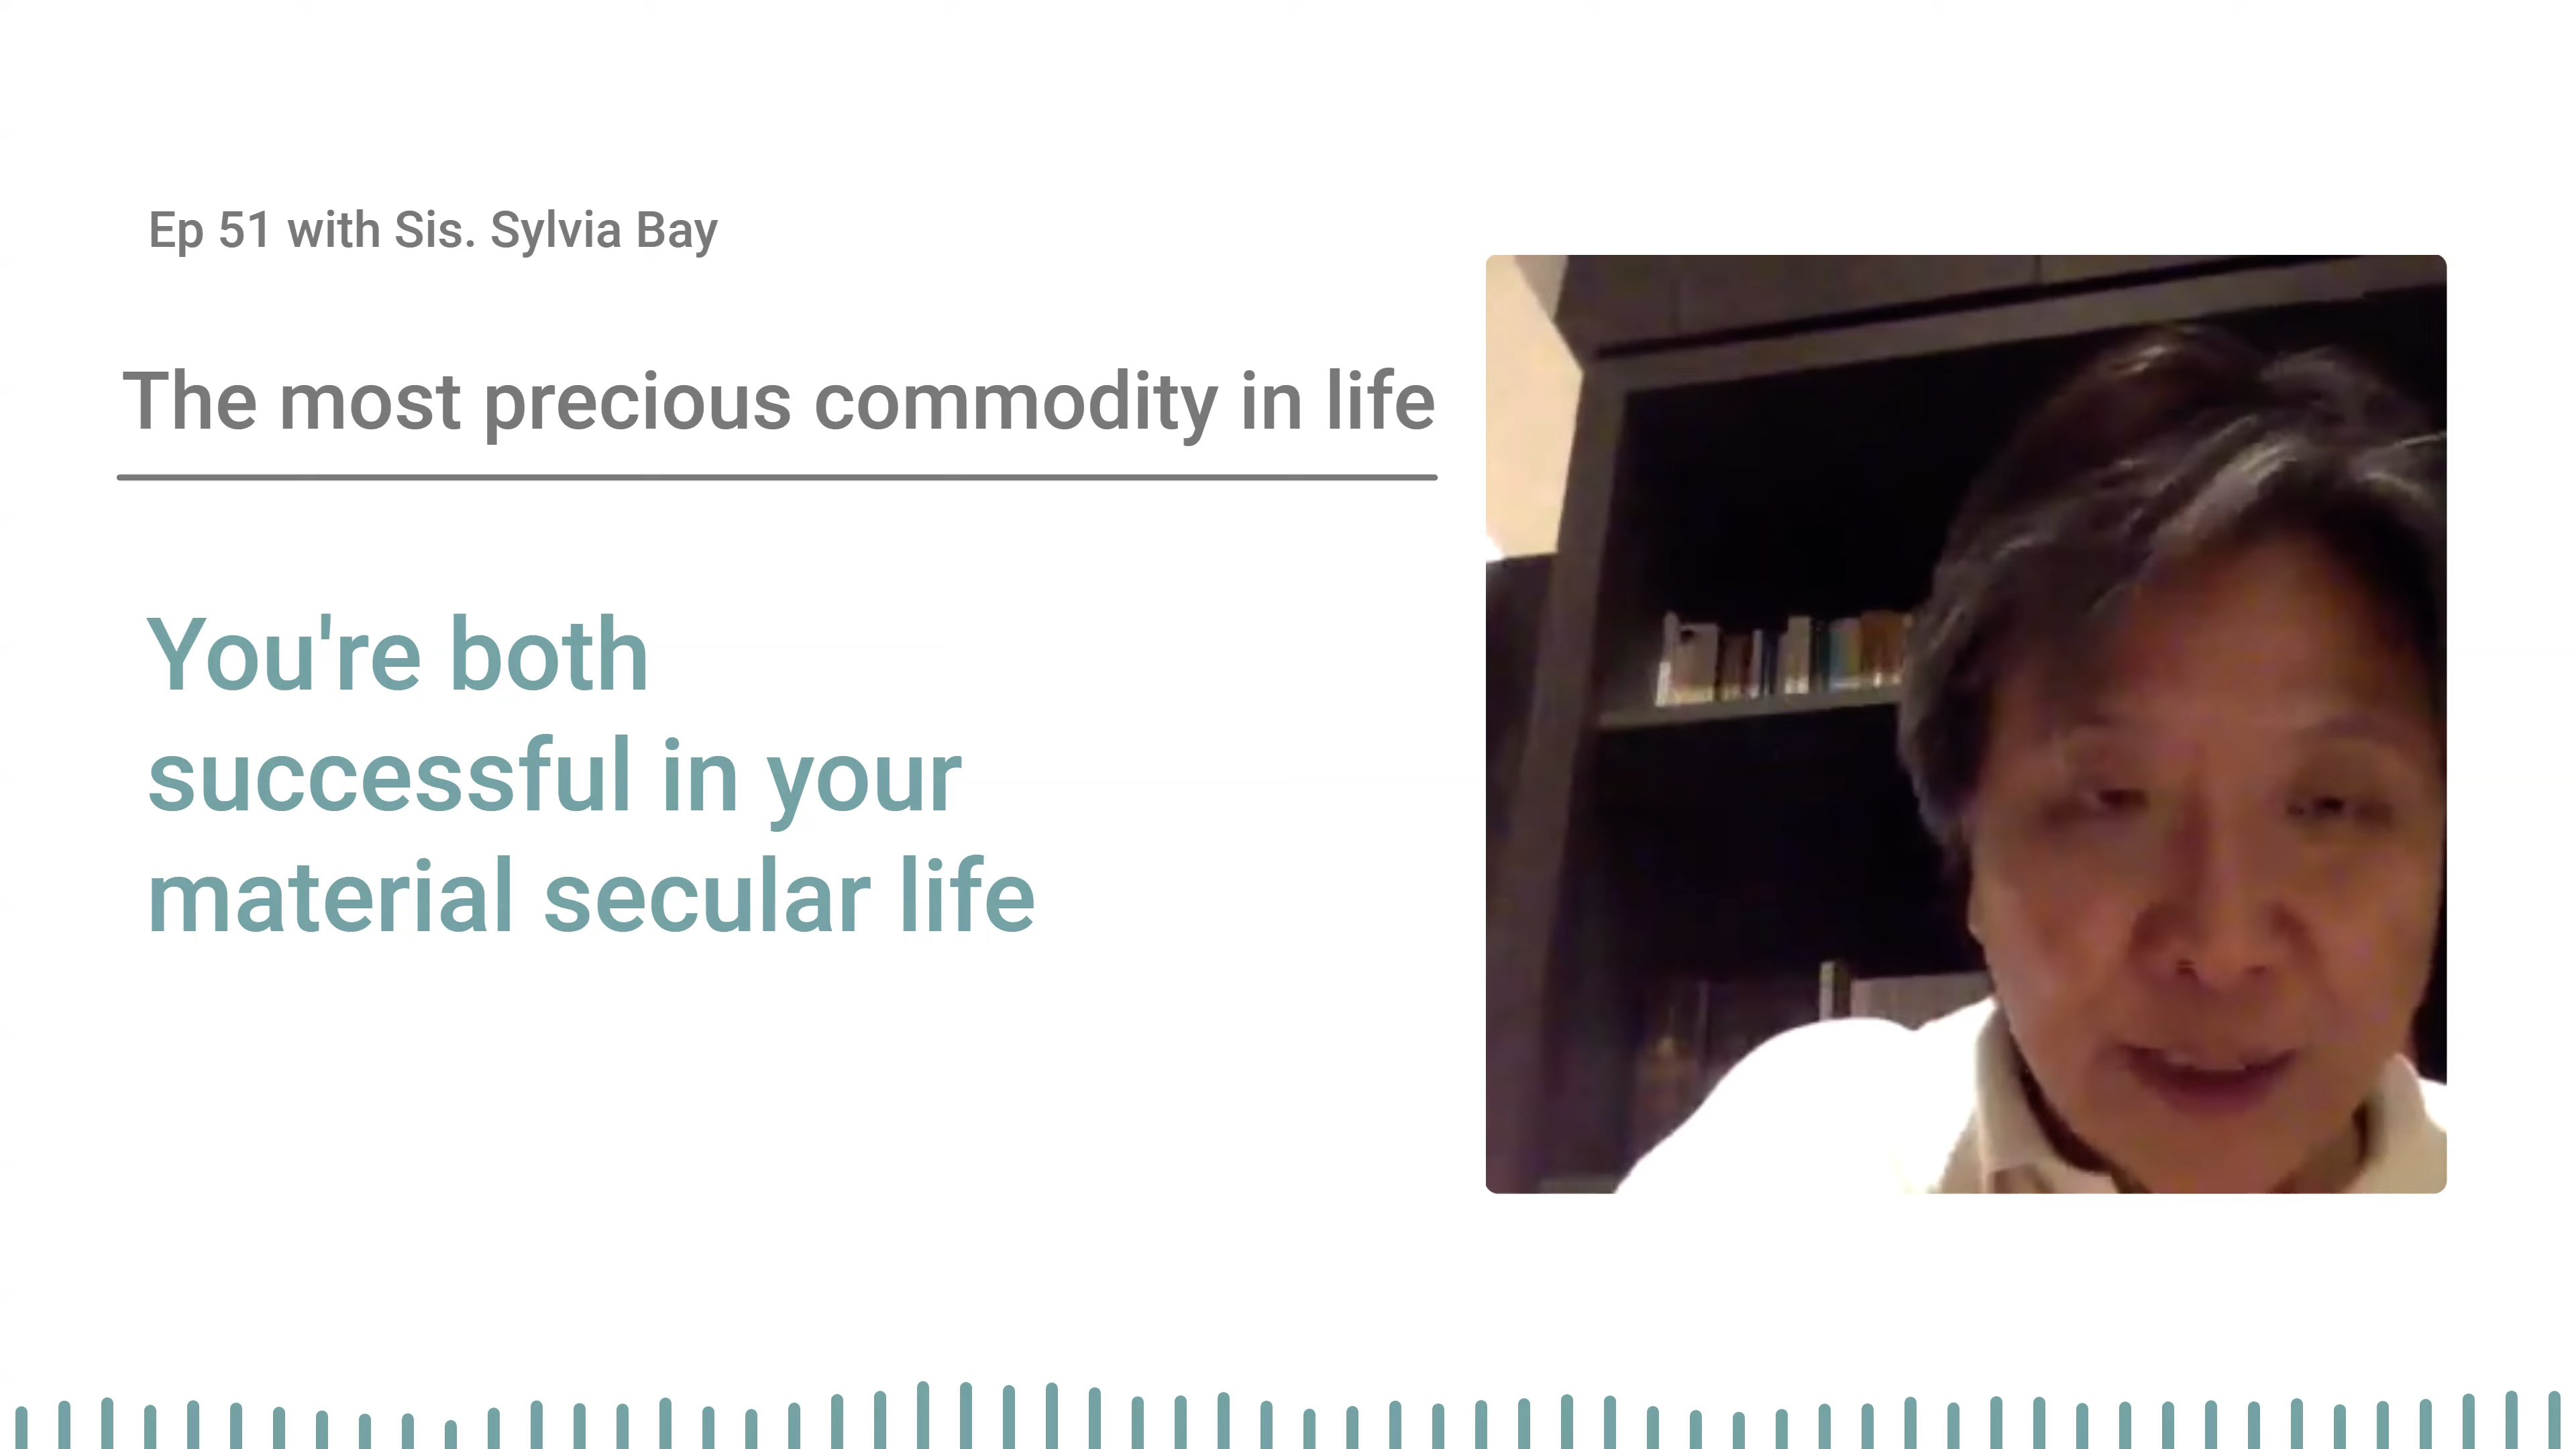 Ep 51 with Sis. Sylvia Bay
The most precious commodity in life
You're both
successful in your
material secular life